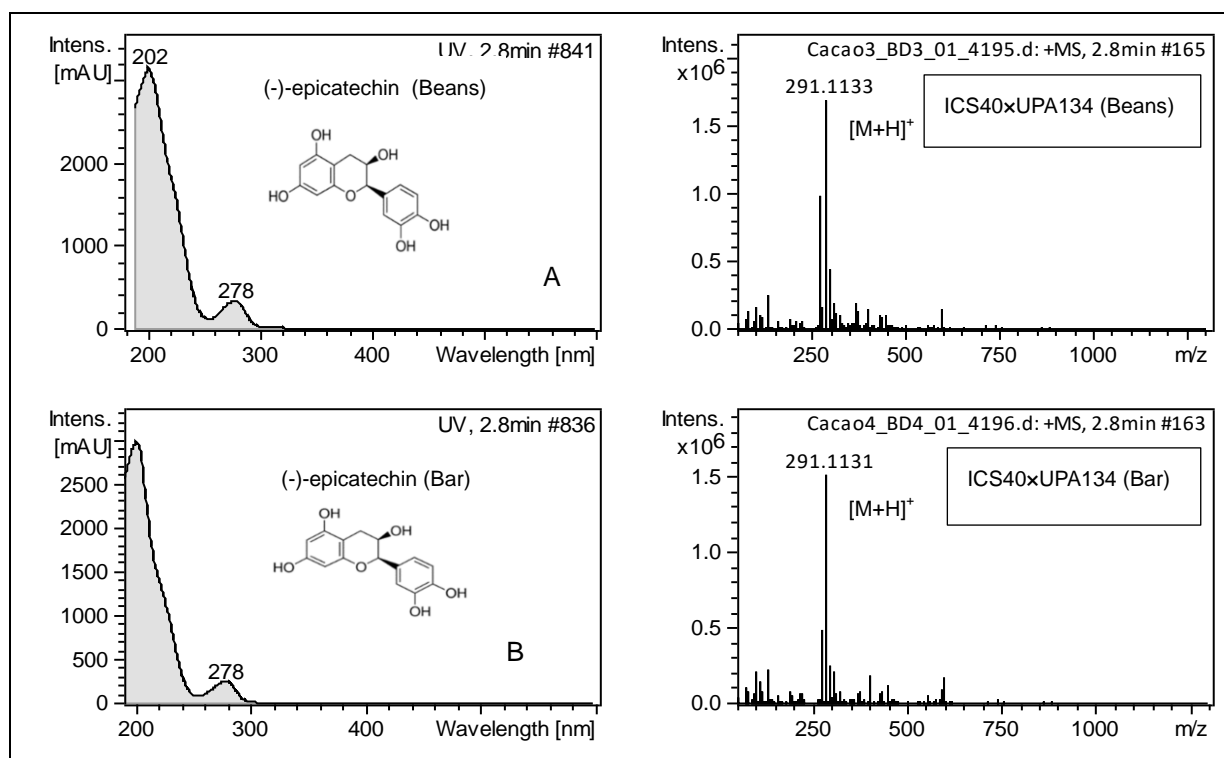 Intens.
[mAU]
UV, 2.8min #841
202
(-)-epicatechin (Beans)
OH
OH
HO
O
OH
OH
2000
1000
0
278
A
200
300
400
Wavelength [nm]
Intens.
x10⁶
Cacao3_BD3_01_4195.d: +MS, 2.8min #165
291.1133
[M+H]⁺
ICS40×UPA134 (Beans)
1.5
1.0
0.5
0.0
250
500
750
1000
m/z
Intens.
[mAU]
UV, 2.8min #836
(-)-epicatechin (Bar)
OH
OH
HO
O
OH
OH
2500
2000
1500
1000
500
0
278
B
200
300
400
Wavelength [nm]
Intens.
x10⁶
Cacao4_BD4_01_4196.d: +MS, 2.8min #163
291.1131
[M+H]⁺
ICS40×UPA134 (Bar)
1.5
1.0
0.5
0.0
250
500
750
1000
m/z